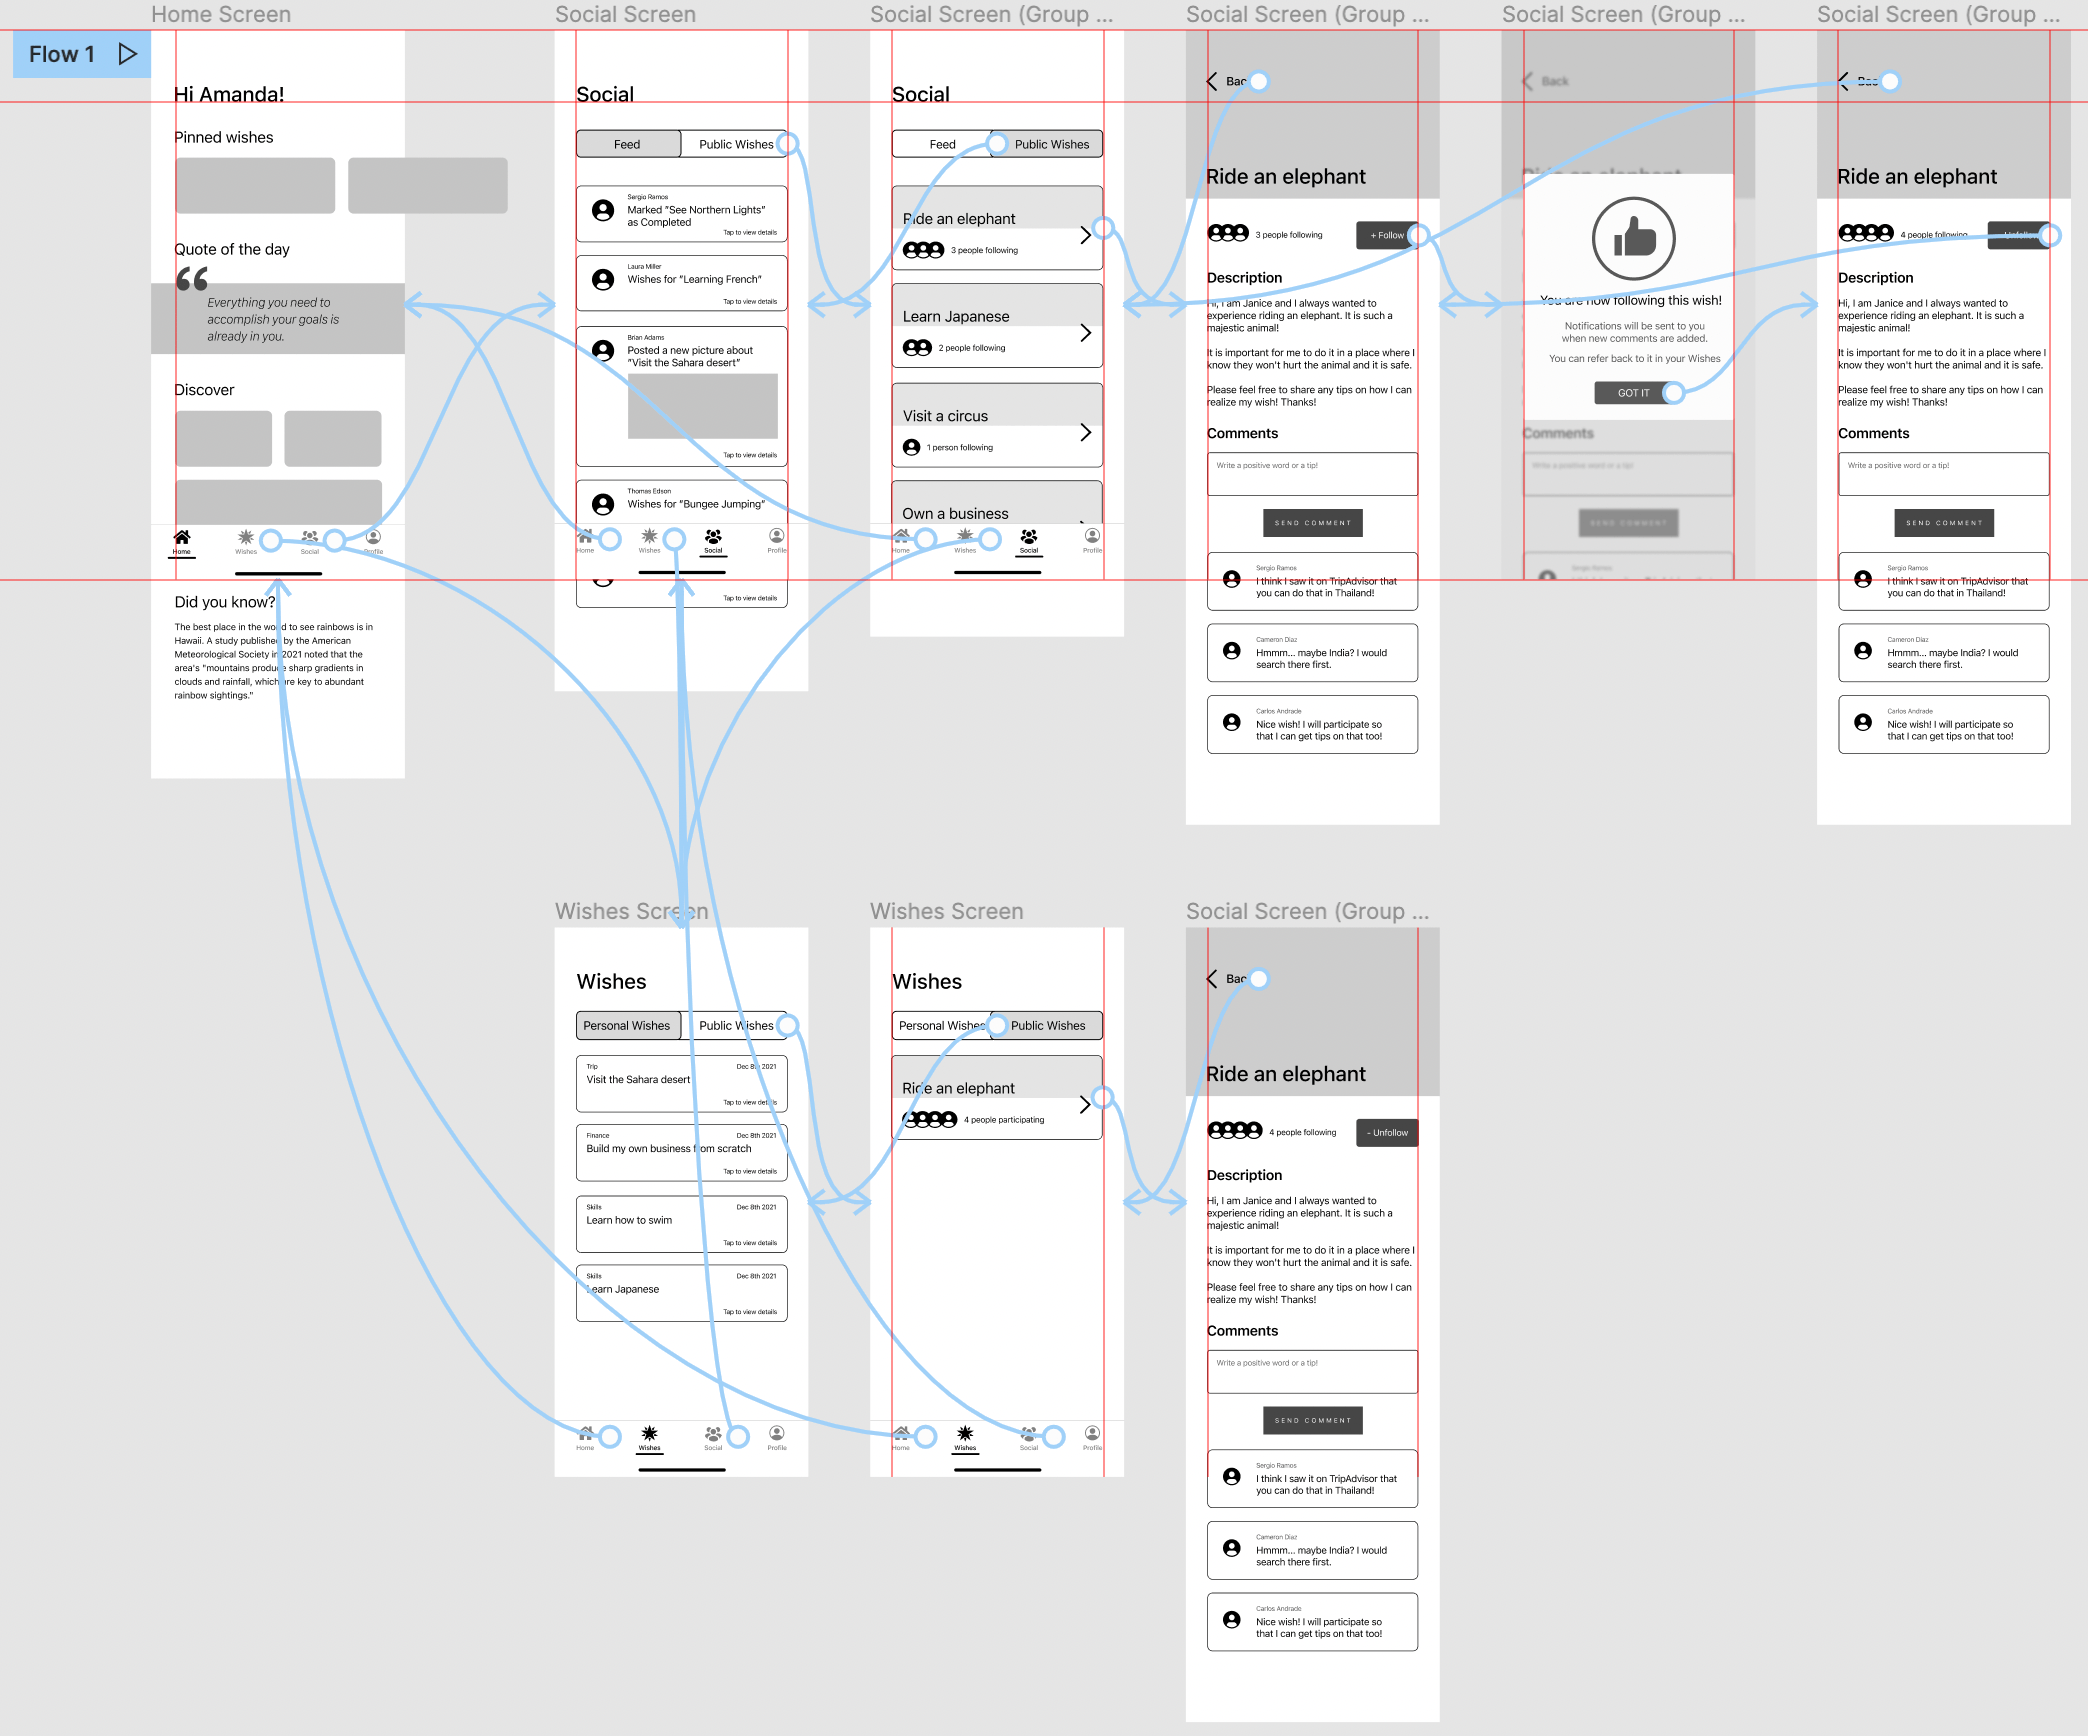 Home Screen
Social Screen
Social Screen (Group ...
Social Screen (Group ...
Social Screen (Group ...
Social Screen (Group ...
Flow 1
Hi Amanda!
Pinned wishes
Quote of the day
Everything you need to
accomplish your goals is
already in you.
Discover
Home
Wishes
Social
Profile
Did you know?
The best place in the world to see rainbows is in
Hawaii. A study published by the American
Meteorological Society in 2021 noted that the
area's "mountains produce sharp gradients in
clouds and rainfall, which are key to abundant
rainbow sightings."
Social
Feed
Public Wishes
Sergio Ramos
Marked "See Northern Lights"
as Completed
Tap to view details
Laura Miller
Wishes for "Learning French"
Tap to view details
Brian Adams
Posted a new picture about
"Visit the Sahara desert"
Tap to view details
Thomas Edson
Wishes for "Bungee Jumping"
Home
Wishes
Social
Profile
Tap to view details
Social
Feed
Public Wishes
Ride an elephant
3 people following
Learn Japanese
2 people following
Visit a circus
1 person following
Own a business
Home
Wishes
Social
Profile
Bac
Ride an elephant
3 people following
+ Follow
Description
Hi, I am Janice and I always wanted to
experience riding an elephant. It is such a
majestic animal!
It is important for me to do it in a place where I
know they won't hurt the animal and it is safe.
Please feel free to share any tips on how I can
realize my wish! Thanks!
Comments
Write a positive word or a tip!
SEND COMMENT
Sergio Ramos
I think I saw it on TripAdvisor that
you can do that in Thailand!
Cameron Diaz
Hmmm... maybe India? I would
search there first.
Carlos Andrade
Nice wish! I will participate so
that I can get tips on that too!
Back
Ride an elephant
You are now following this wish!
Notifications will be sent to you
when new comments are added.
You can refer back to it in your Wishes
GOT IT
Comments
Write a positive word or a tip!
SEND COMMENT
Sergio Ramos
Bac
Ride an elephant
4 people following
- Unfollow
Description
Hi, I am Janice and I always wanted to
experience riding an elephant. It is such a
majestic animal!
It is important for me to do it in a place where I
know they won't hurt the animal and it is safe.
Please feel free to share any tips on how I can
realize my wish! Thanks!
Comments
Write a positive word or a tip!
SEND COMMENT
Sergio Ramos
I think I saw it on TripAdvisor that
you can do that in Thailand!
Cameron Diaz
Hmmm... maybe India? I would
search there first.
Carlos Andrade
Nice wish! I will participate so
that I can get tips on that too!
Wishes Screen
Wishes Screen
Social Screen (Group ...
Wishes
Personal Wishes
Public Wishes
Trip
Dec 8th 2021
Visit the Sahara desert
Tap to view details
Finance
Dec 8th 2021
Build my own business from scratch
Tap to view details
Skills
Dec 8th 2021
Learn how to swim
Tap to view details
Skills
Dec 8th 2021
Learn Japanese
Tap to view details
Home
Wishes
Social
Profile
Wishes
Personal Wishes
Public Wishes
Ride an elephant
4 people participating
Home
Wishes
Social
Profile
Bac
Ride an elephant
4 people following
- Unfollow
Description
Hi, I am Janice and I always wanted to
experience riding an elephant. It is such a
majestic animal!
It is important for me to do it in a place where I
know they won't hurt the animal and it is safe.
Please feel free to share any tips on how I can
realize my wish! Thanks!
Comments
Write a positive word or a tip!
SEND COMMENT
Sergio Ramos
I think I saw it on TripAdvisor that
you can do that in Thailand!
Cameron Diaz
Hmmm... maybe India? I would
search there first.
Carlos Andrade
Nice wish! I will participate so
that I can get tips on that too!